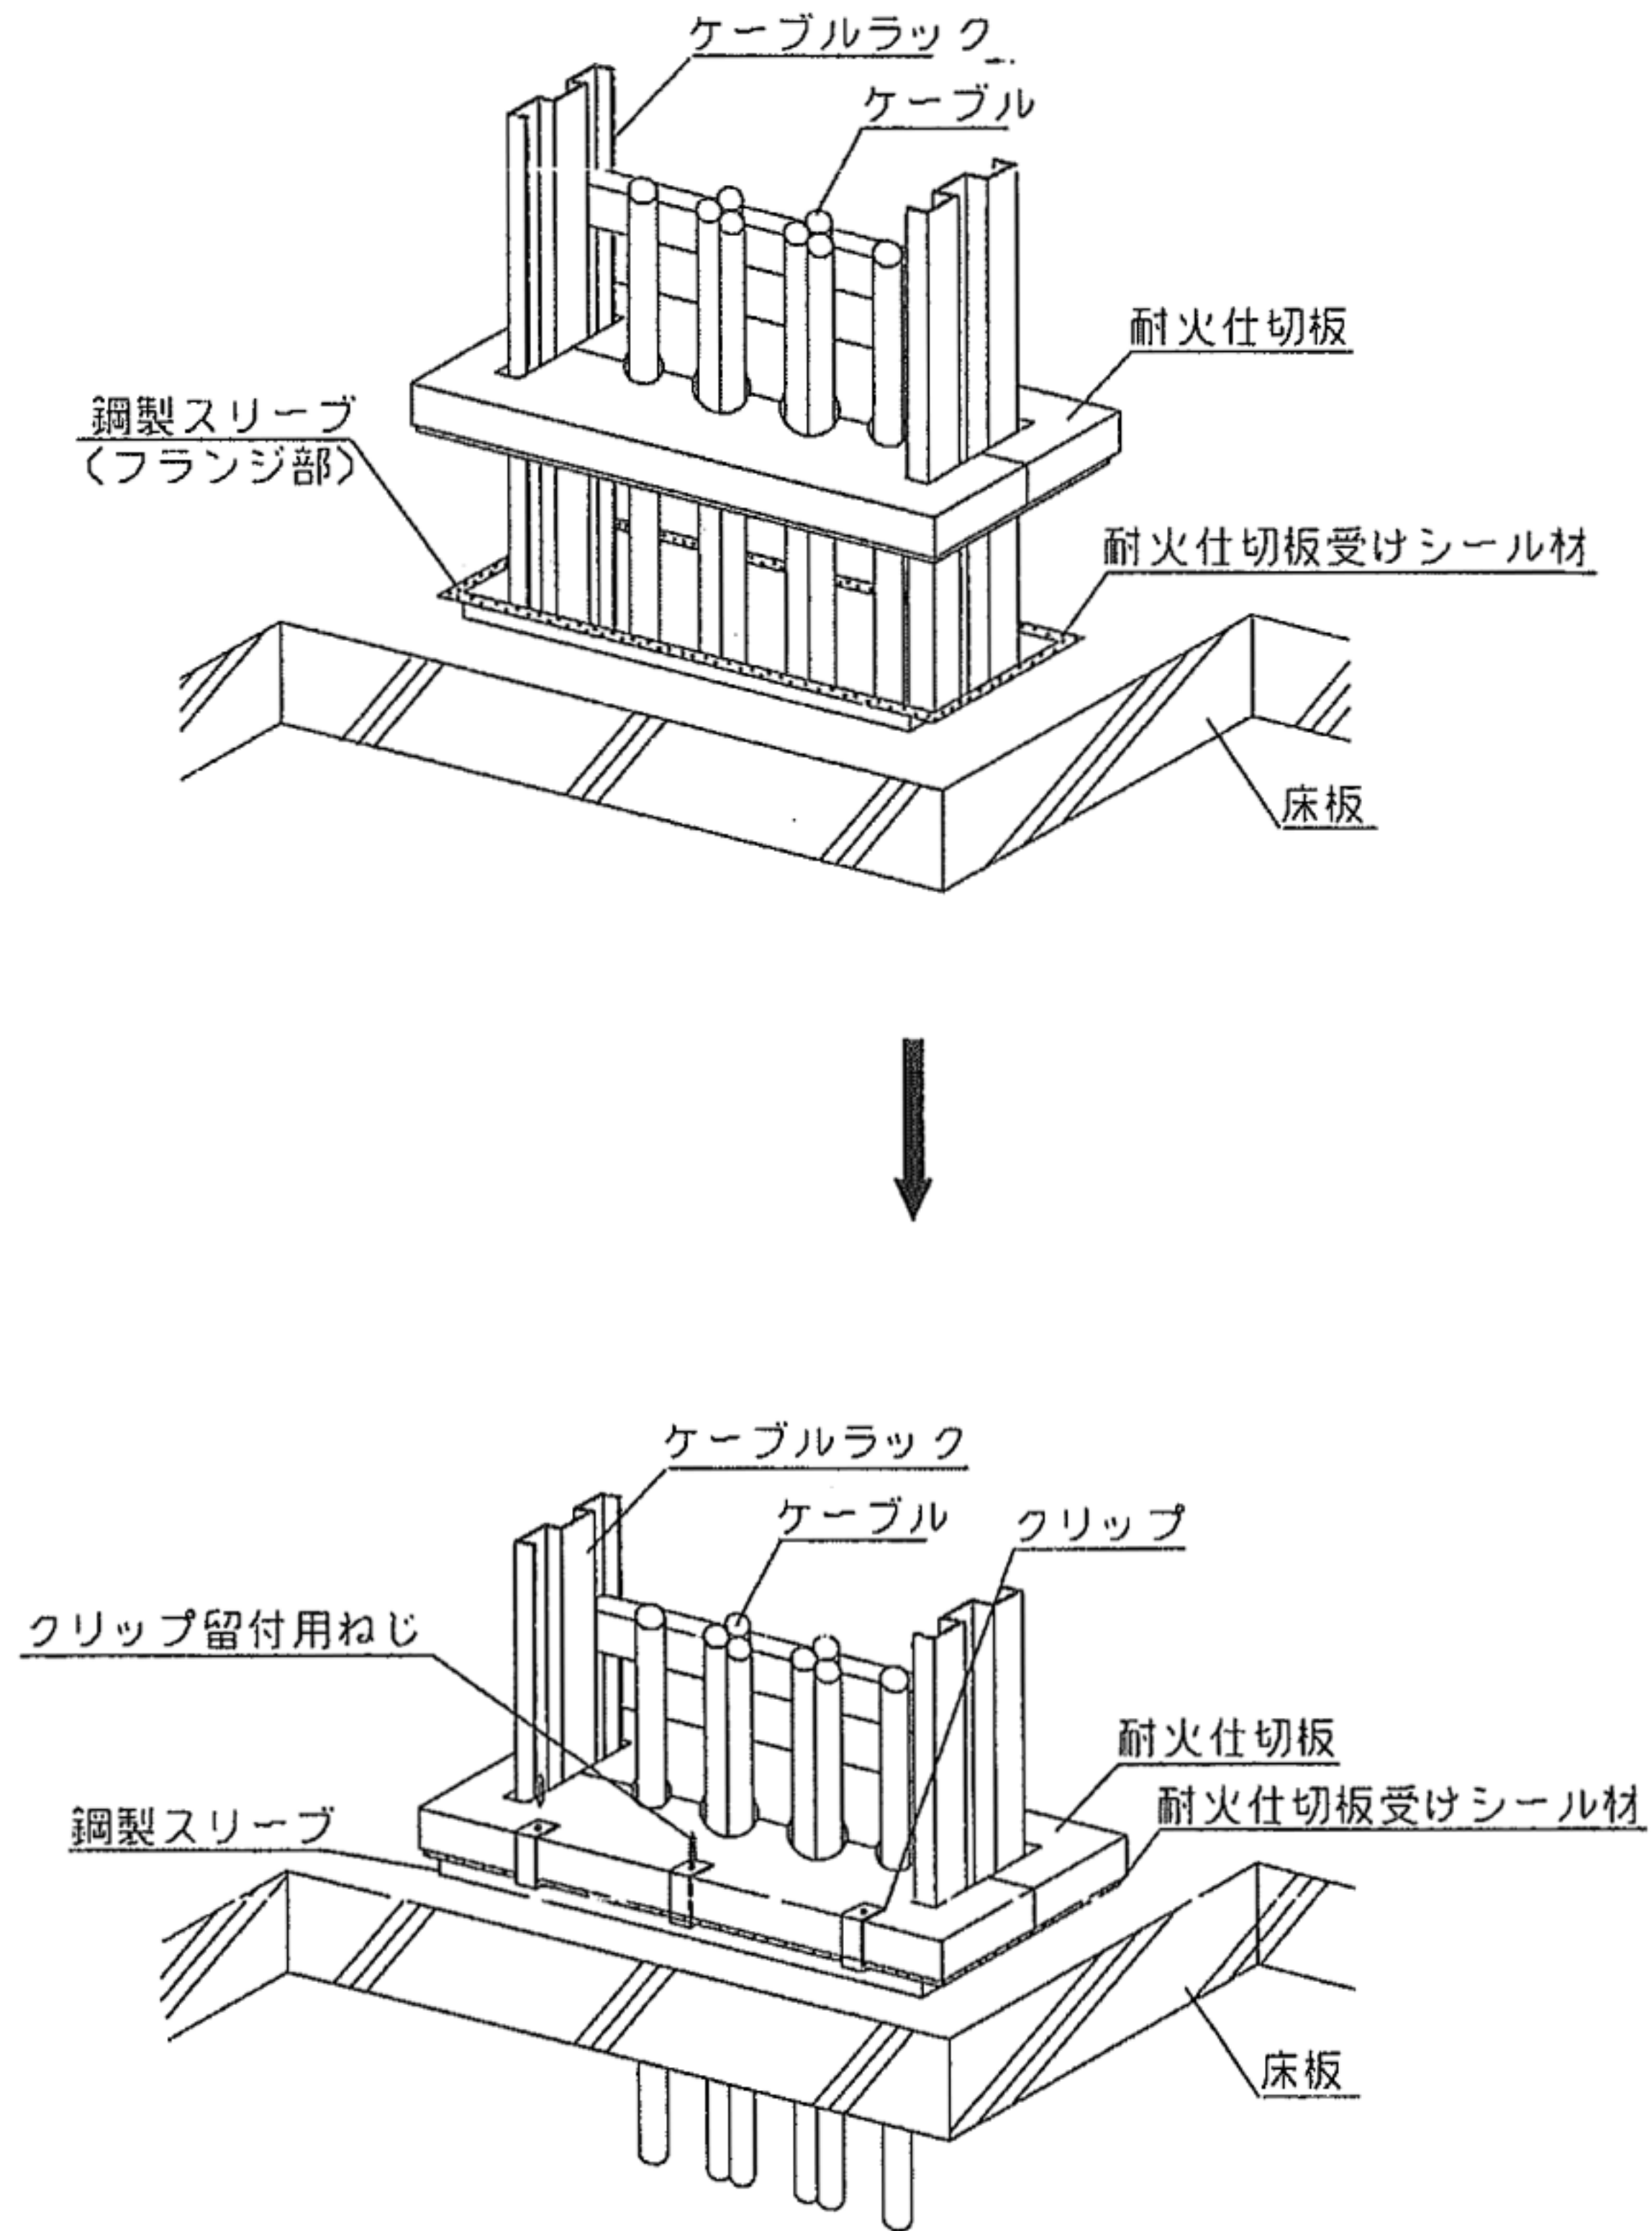 ケーブルラック
ケーブル
耐火仕切板
鋼製スリーブ
(フランジ部)
耐火仕切板受けシール材
床板
ケーブルラック
ケーブル
クリップ
クリップ留付用ねじ
耐火仕切板
耐火仕切板受けシール材
鋼製スリーブ
床板